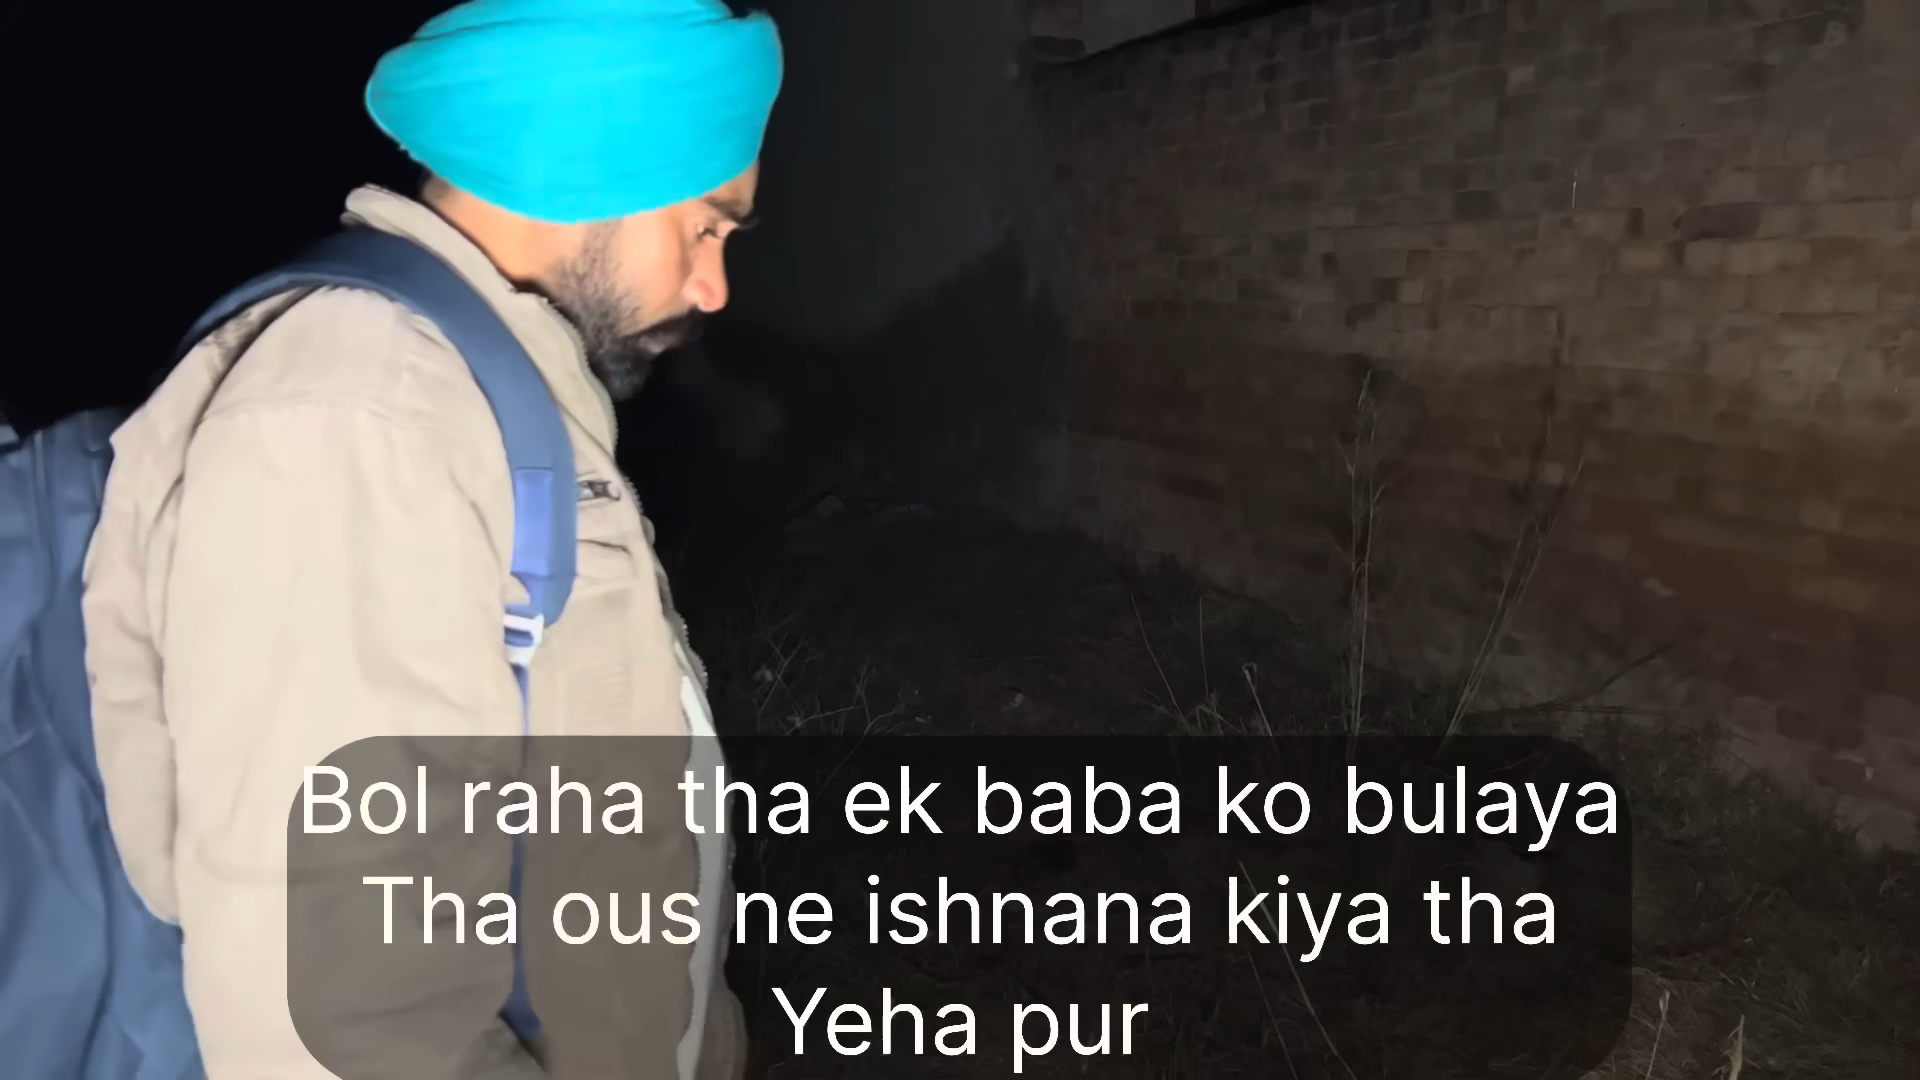 Bol raha tha ek baba ko bulaya
Tha ous ne ishnana kiya tha
Yeha pur